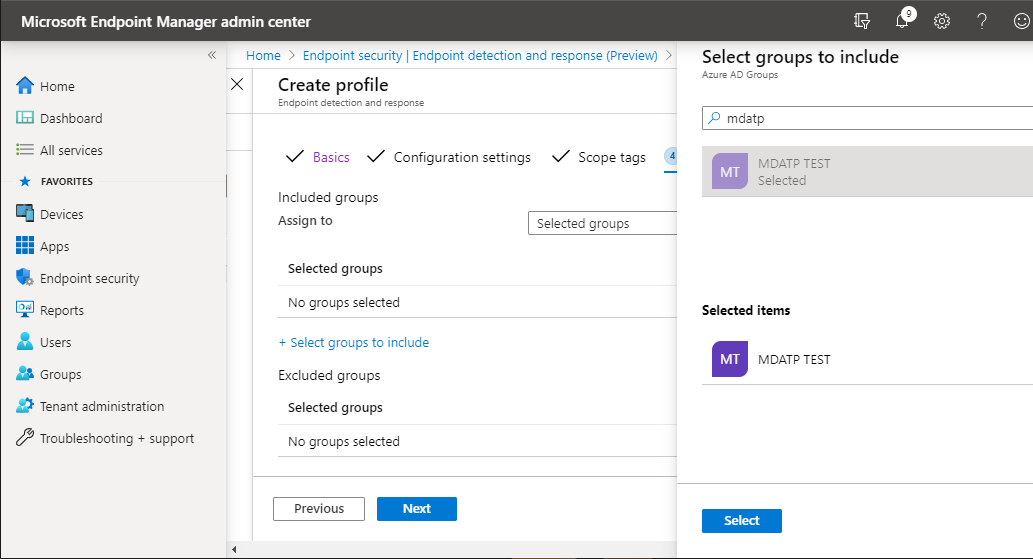 Microsoft Endpoint Manager admin center
9
Home
Dashboard
All services
FAVORITES
Devices
Apps
Endpoint security
Reports
Users
Groups
Tenant administration
Troubleshooting + support
Home > Endpoint security | Endpoint detection and response (Preview) >
Create profile
Endpoint detection and response
Basics
Configuration settings
Scope tags
4
Included groups
Assign to
Selected groups
Selected groups
No groups selected
+ Select groups to include
Excluded groups
Selected groups
No groups selected
Previous
Next
Select groups to include
Azure AD Groups
mdatp
MT
MDATP TEST
Selected
Selected items
MT
MDATP TEST
Select